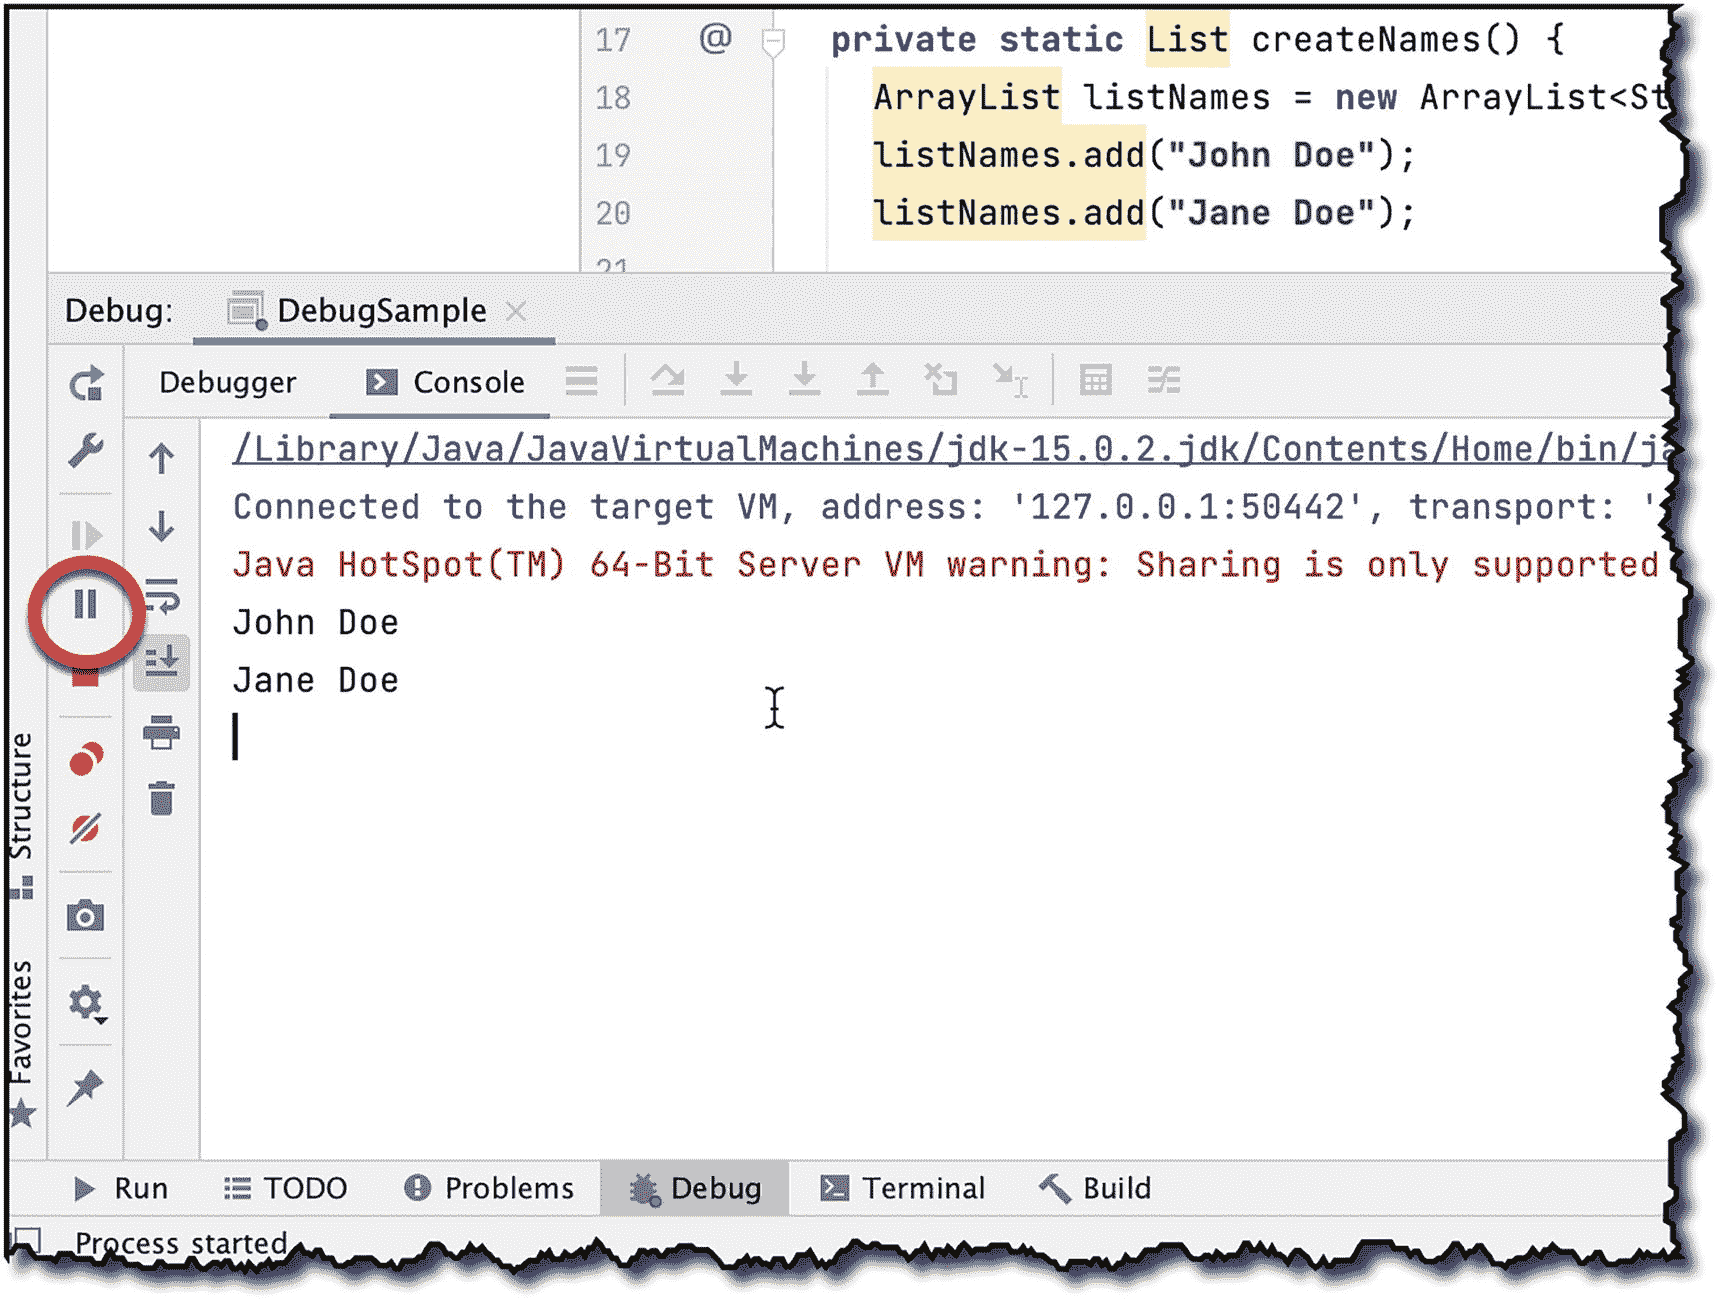 17 @ private static List createNames() {
18 ArrayList listNames = new ArrayList<St
19 listNames.add("John Doe");
20 listNames.add("Jane Doe");
21
Debug: DebugSample
Debugger Console
/Library/Java/JavaVirtualMachines/jdk-15.0.2.jdk/Contents/Home/bin/ja
Connected to the target VM, address: '127.0.0.1:50442', transport: '
Java HotSpot(TM) 64-Bit Server VM warning: Sharing is only supported
John Doe
Jane Doe
Structure
Favorites
Run TODO Problems Debug Terminal Build
Process started